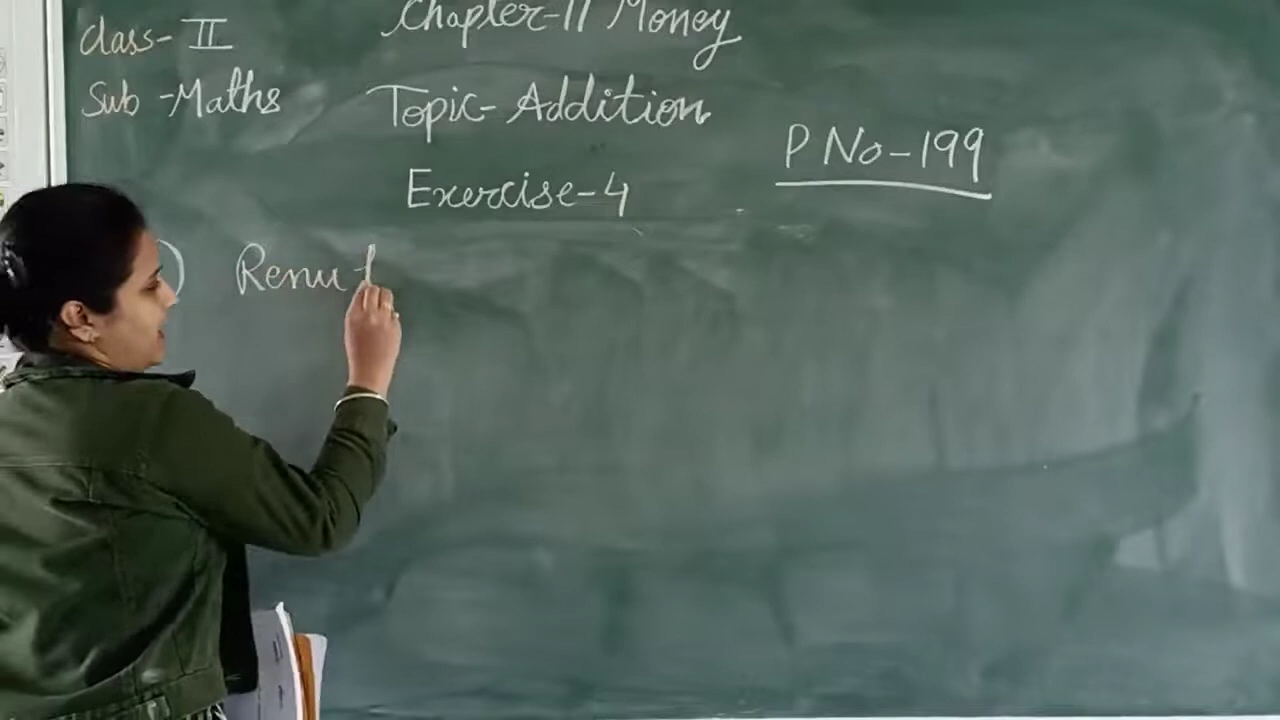 Class- II
Sub -Maths
Chapter-11 Money
Topic- Addition
P No-199
Exercise-4
) Renu